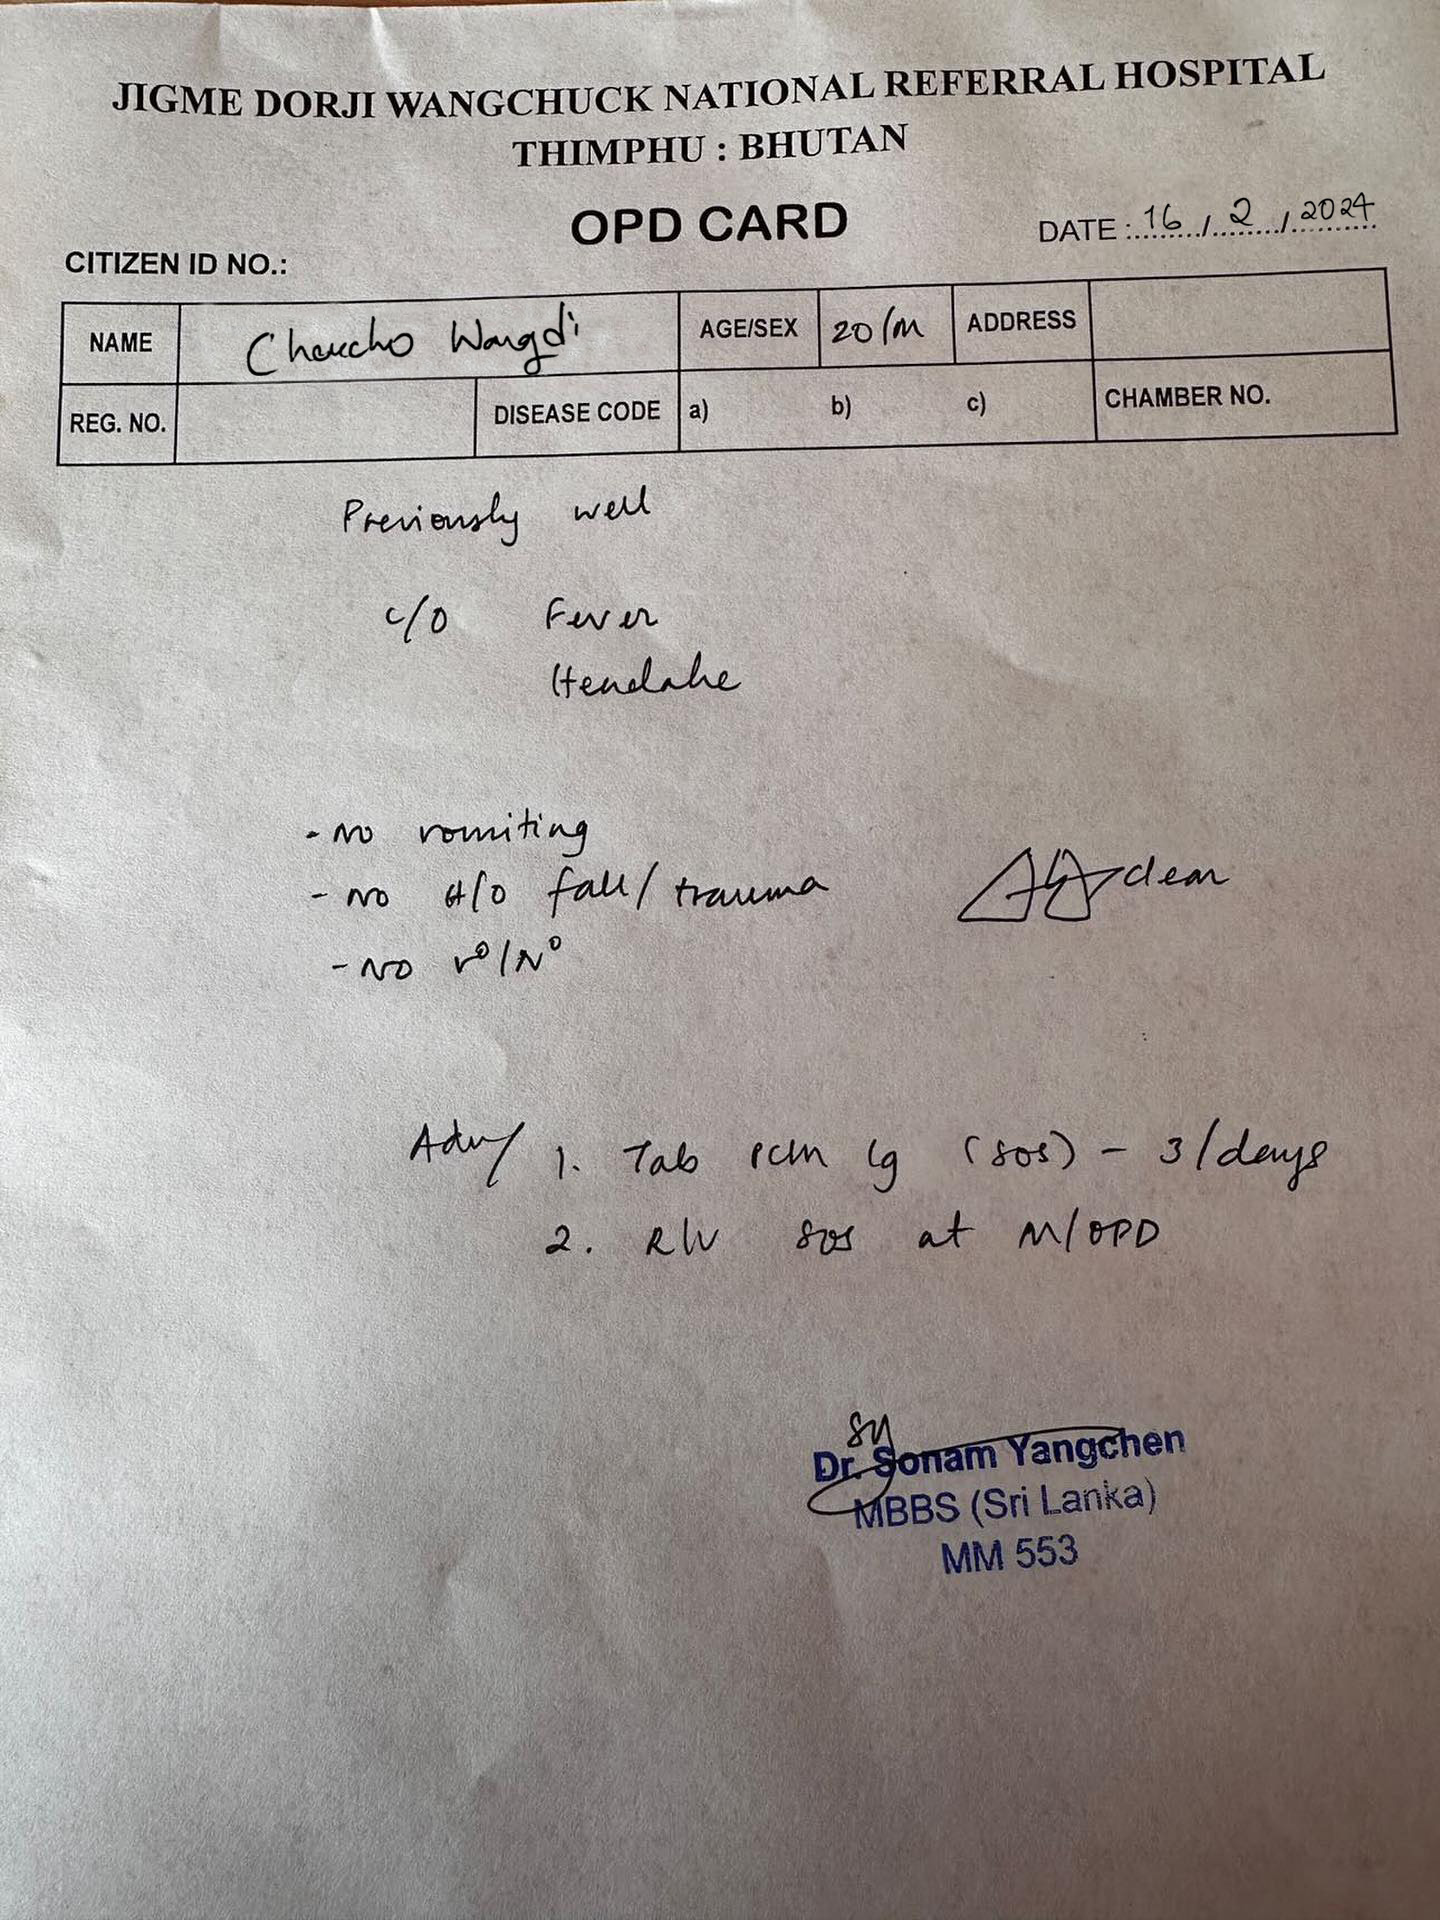 JIGME DORJI WANGCHUCK NATIONAL REFERRAL HOSPITAL
THIMPHU : BHUTAN
OPD CARD
DATE : 16 / 2 / 2024
CITIZEN ID NO.:
NAME Chencho Wangdi AGE/SEX 20/M ADDRESS
REG. NO. DISEASE CODE a) b) c) CHAMBER NO.
Previously well
c/o Fever
Headahe
- No vomiting
- No H/O fall/trauma clear
- No v°/N°
Adv/ 1. Tab PCM 1g (sos) - 3/days
2. R/V sos at M/OPD
Dr. Sonam Yangchen
MBBS (Sri Lanka)
MM 553